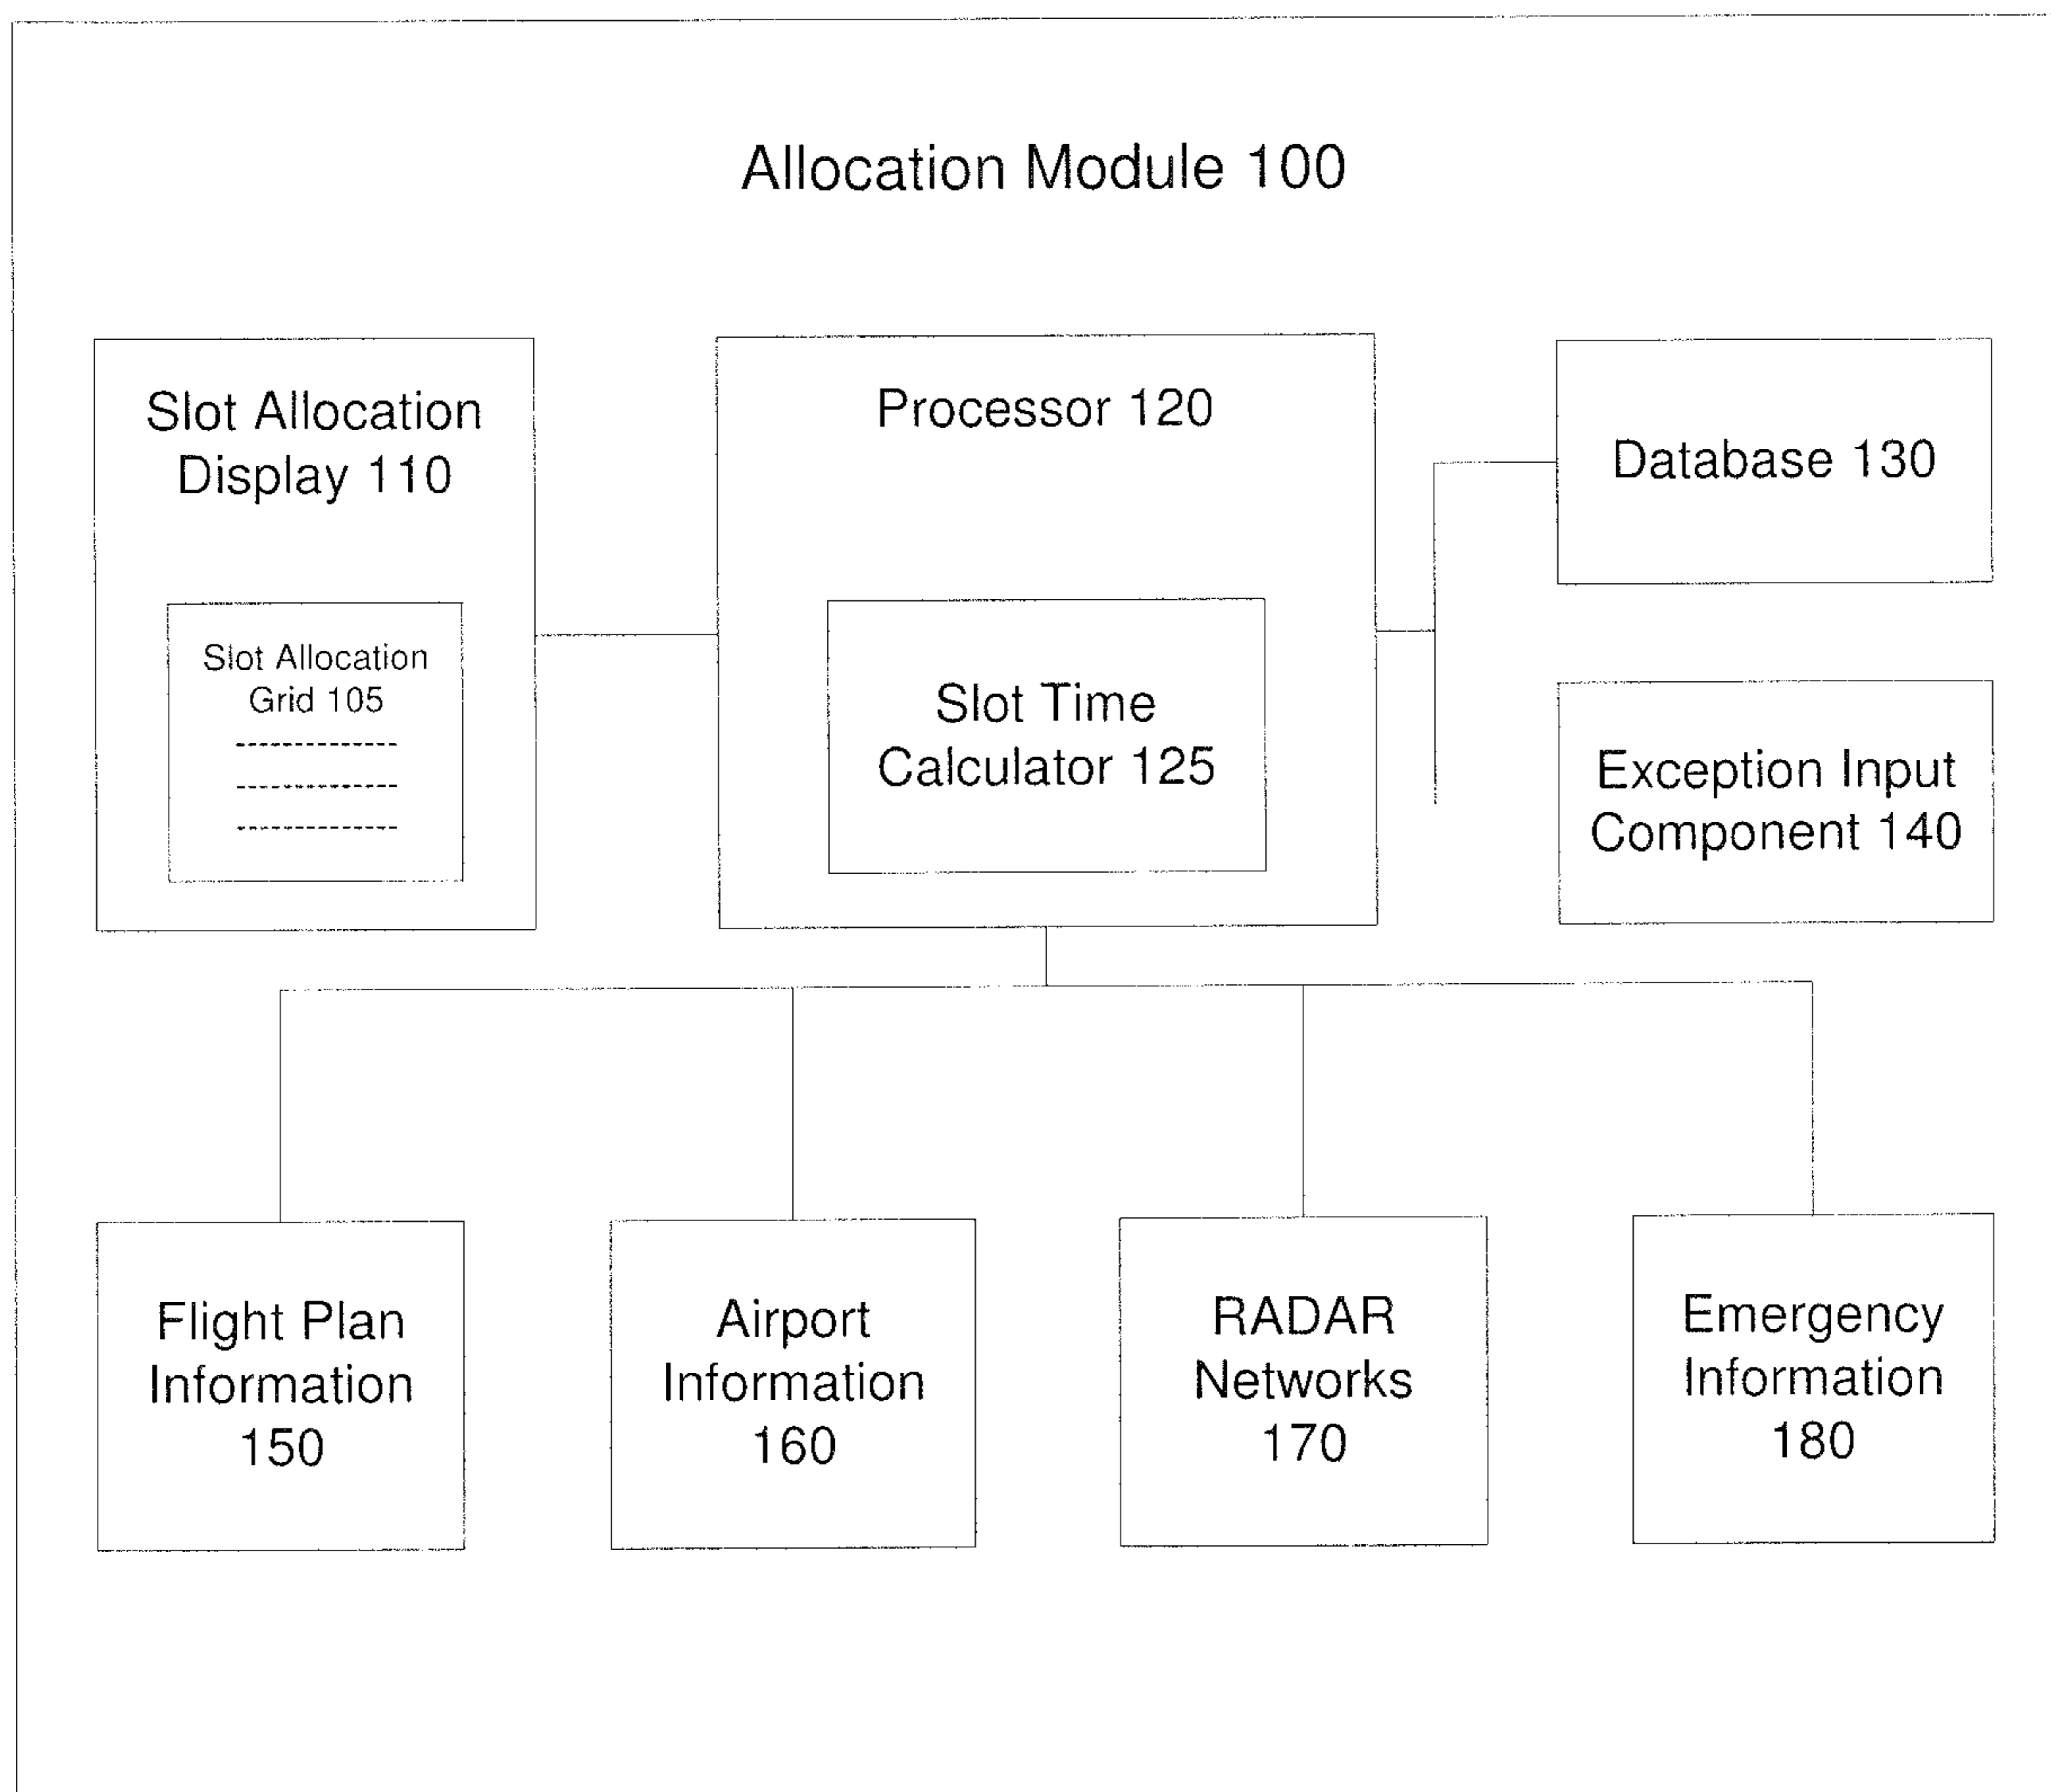 Allocation Module 100
Slot Allocation
Display 110
Slot Allocation
Grid 105
Processor 120
Slot Time
Calculator 125
Database 130
Exception Input
Component 140
Flight Plan
Information
150
Airport
Information
160
RADAR
Networks
170
Emergency
Information
180